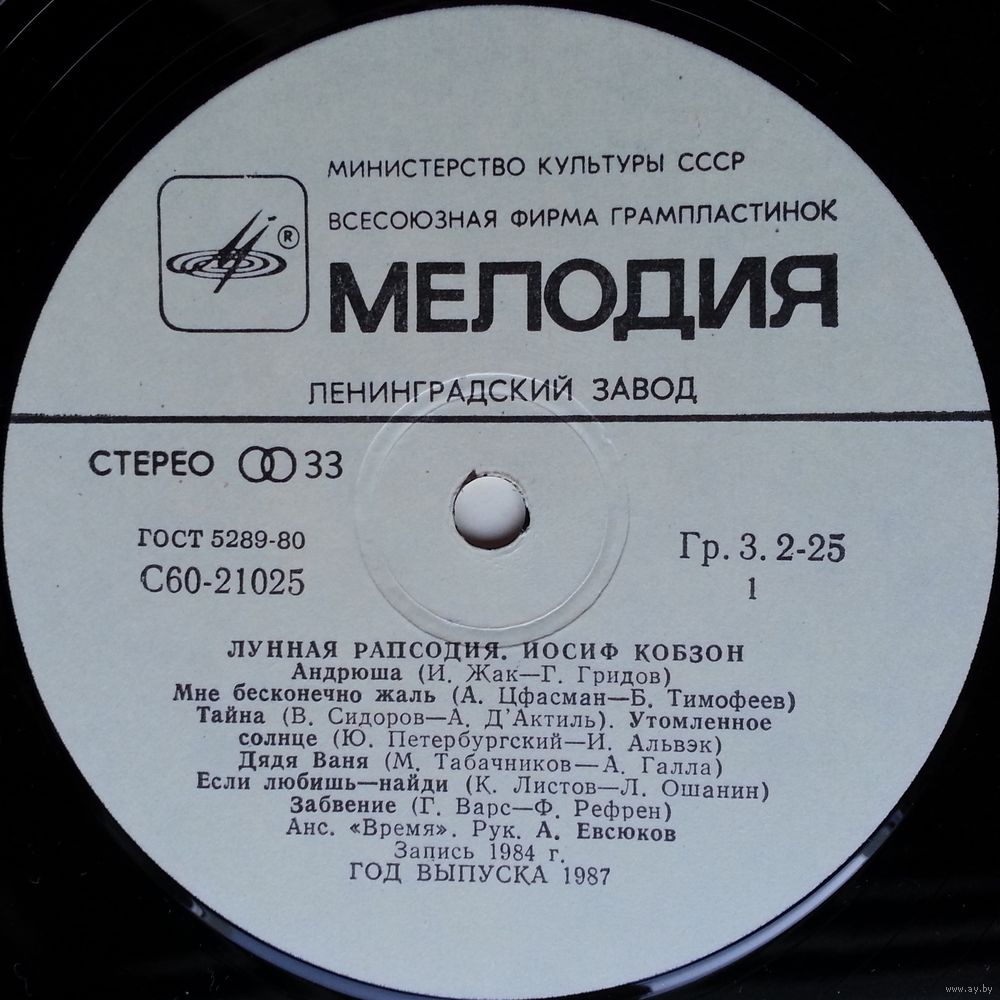 МИНИСТЕРСТВО КУЛЬТУРЫ СССР
ВСЕСОЮЗНАЯ ФИРМА ГРАМПЛАСТИНОК
®
МЕЛОДИЯ
ЛЕНИНГРАДСКИЙ ЗАВОД
СТЕРЕО 33
ГОСТ 5289-80
С60-21025
Гр. 3. 2-25
1
ЛУННАЯ РАПСОДИЯ. ИОСИФ КОБЗОН
Андрюша (И. Жак—Г. Гридов)
Мне бесконечно жаль (А. Цфасман—Б. Тимофеев)
Тайна (В. Сидоров—А. Д'Актиль). Утомленное
солнце (Ю. Петербургский—И. Альвэк)
Дядя Ваня (М. Табачников—А. Галла)
Если любишь—найди (К. Листов—Л. Ошанин)
Забвение (Г. Варс—Ф. Рефрен)
Анс. «Время». Рук. А. Евсюков
Запись 1984 г.
ГОД ВЫПУСКА 1987
www.ay.by